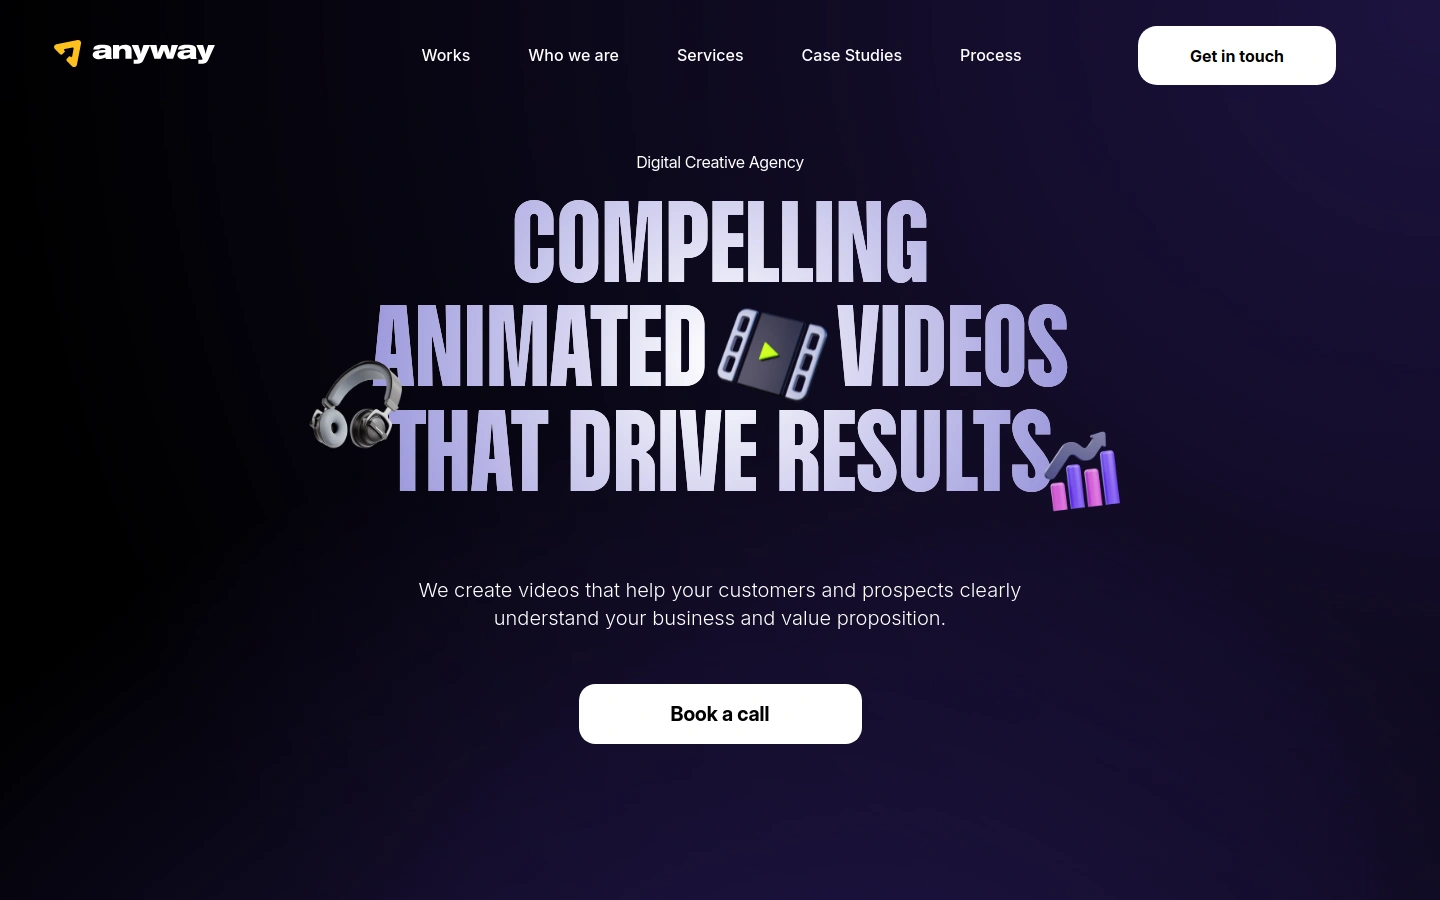 anyway
Works
Who we are
Services
Case Studies
Process
Get in touch
Digital Creative Agency
COMPELLING
ANIMATED VIDEOS
THAT DRIVE RESULTS
We create videos that help your customers and prospects clearly
understand your business and value proposition.
Book a call